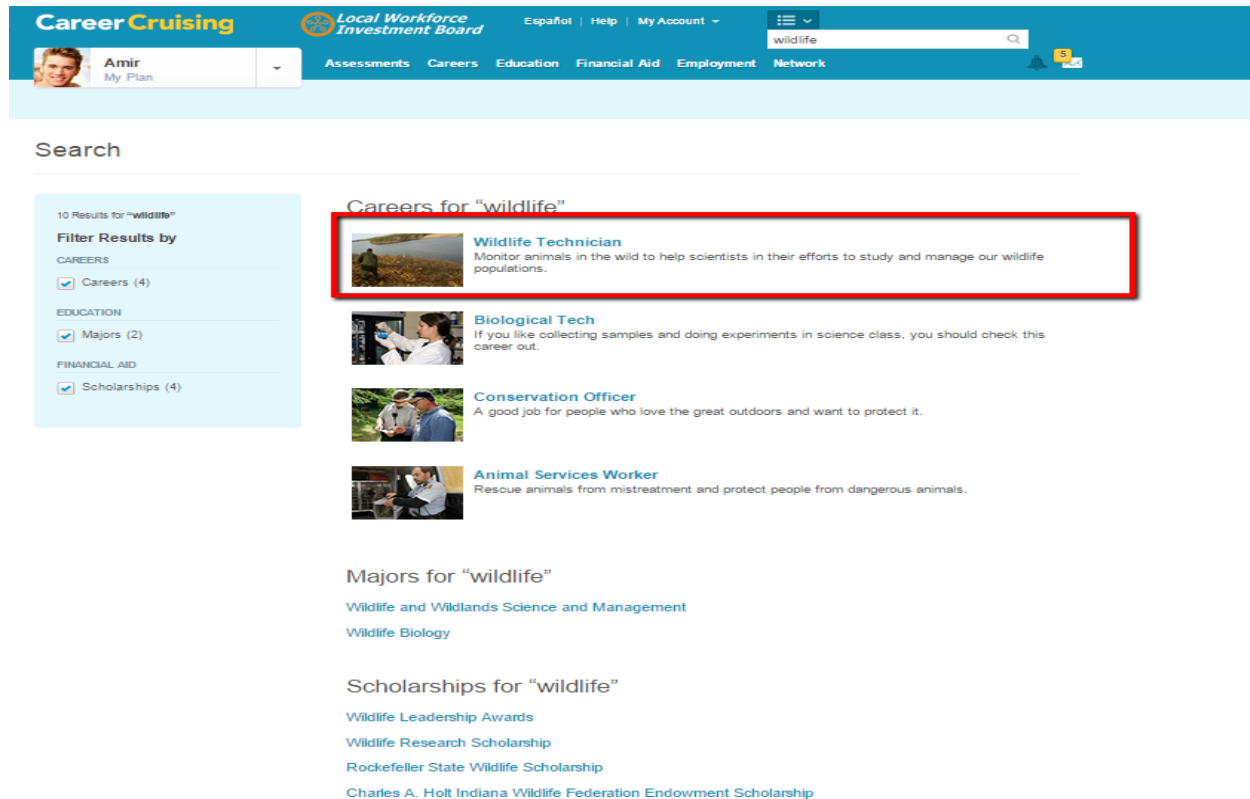 Career Cruising
Local Workforce
Investment Board
Español | Help | My Account
wildlife
Amir
My Plan
Assessments Careers Education Financial Aid Employment Network
5
Search
10 Results for "wildlife"
Filter Results by
CAREERS
Careers (4)
EDUCATION
Majors (2)
FINANCIAL AID
Scholarships (4)
Careers for “wildlife”
Wildlife Technician
Monitor animals in the wild to help scientists in their efforts to study and manage our wildlife
populations.
Biological Tech
If you like collecting samples and doing experiments in science class, you should check this
career out.
Conservation Officer
A good job for people who love the great outdoors and want to protect it.
Animal Services Worker
Rescue animals from mistreatment and protect people from dangerous animals.
Majors for “wildlife”
Wildlife and Wildlands Science and Management
Wildlife Biology
Scholarships for “wildlife”
Wildlife Leadership Awards
Wildlife Research Scholarship
Rockefeller State Wildlife Scholarship
Charles A. Holt Indiana Wildlife Federation Endowment Scholarship